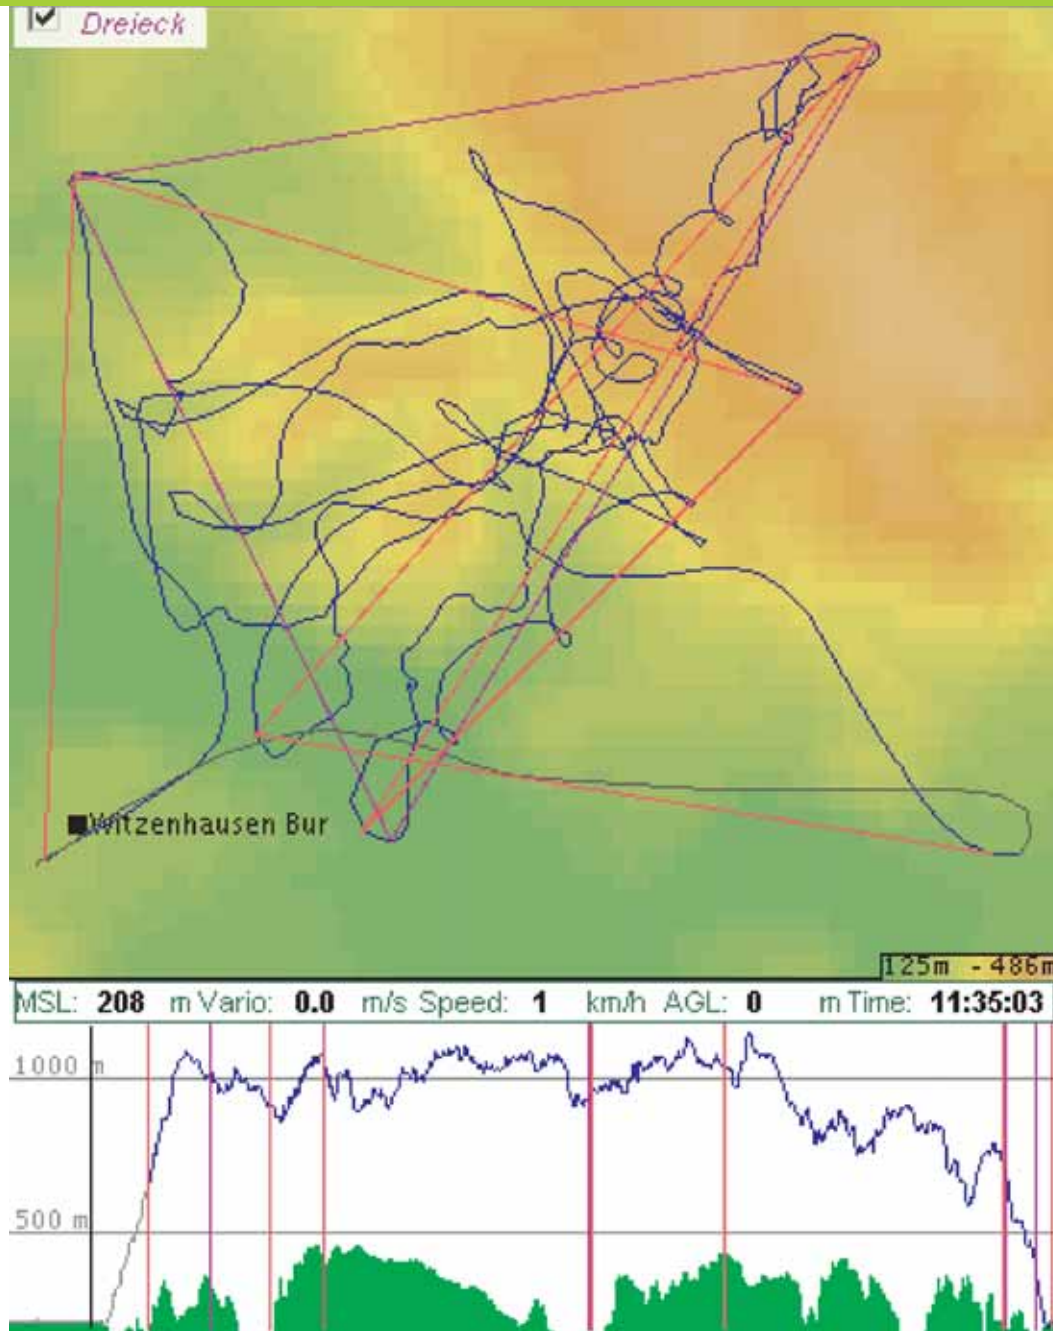 Dreieck
Witzenhausen Bur
125m - 486m
MSL: 208 m Vario: 0.0 m/s Speed: 1 km/h AGL: 0 m Time: 11:35:03
1000 m
500 m